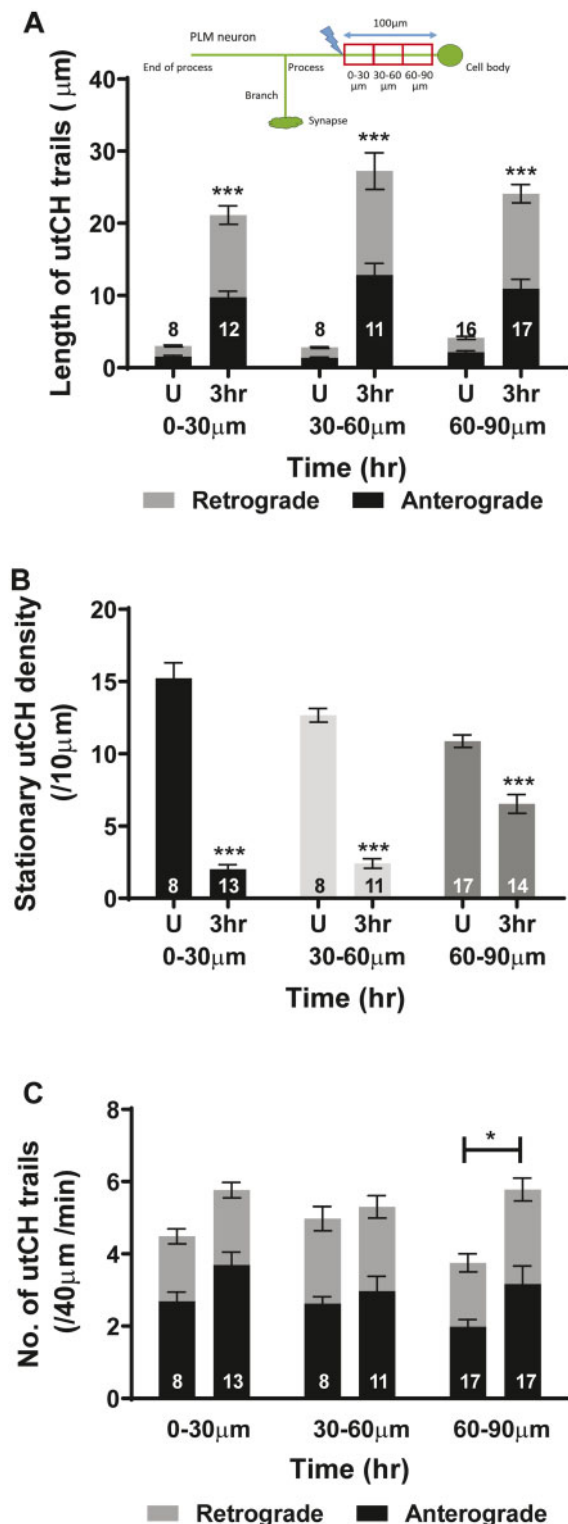 A
100μm
PLM neuron
End of process
Process
0-30 30-60 60-90
μm μm μm
Cell body
Branch
Synapse
Length of utCH trails ( μm)
40
30
20
10
0
*** *** ***
8 12 8 11 16 17
U 3hr U 3hr U 3hr
0-30μm 30-60μm 60-90μm
Time (hr)
Retrograde Anterograde
B
Stationary utCH density
(/10μm)
20
15
10
5
0
*** *** ***
8 13 8 11 17 14
U 3hr U 3hr U 3hr
0-30μm 30-60μm 60-90μm
Time (hr)
C
No. of utCH trails
(/40μm /min)
8
6
4
2
0
*
8 13 8 11 17 17
0-30μm 30-60μm 60-90μm
Time (hr)
Retrograde Anterograde